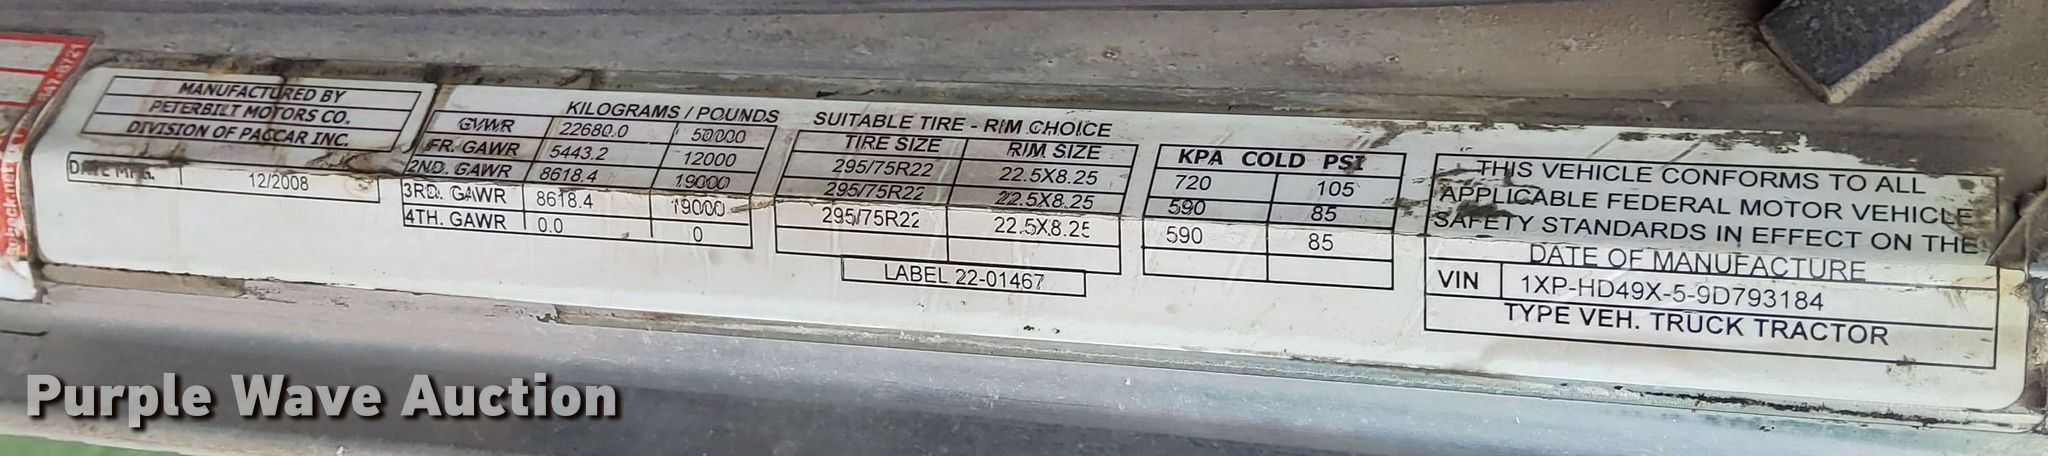 MANUFACTURED BY
PETERBILT MOTORS CO.
DIVISION OF PACCAR INC.
DATE MFG. 12/2008
KILOGRAMS / POUNDS
GVWR 22680.0 50000
FR. GAWR 5443.2 12000
2ND. GAWR 8618.4 19000
3RD. GAWR 8618.4 19000
4TH. GAWR 0.0 0
SUITABLE TIRE - RIM CHOICE
TIRE SIZE RIM SIZE
295/75R22 22.5X8.25
295/75R22 22.5X8.25
295/75R22 22.5X8.25
LABEL 22-01467
KPA COLD PSI
720 105
590 85
590 85
THIS VEHICLE CONFORMS TO ALL
APPLICABLE FEDERAL MOTOR VEHICLE
SAFETY STANDARDS IN EFFECT ON THE
DATE OF MANUFACTURE
VIN 1XP-HD49X-5-9D793184
TYPE VEH. TRUCK TRACTOR
Purple Wave Auction